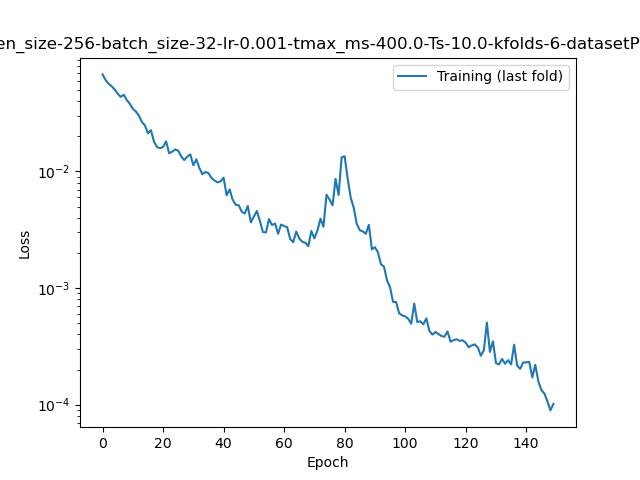 en_size-256-batch_size-32-lr-0.001-tmax_ms-400.0-Ts-10.0-kfolds-6-datasetP
Training (last fold)
Loss
10⁻²
10⁻³
10⁻⁴
0 20 40 60 80 100 120 140
Epoch